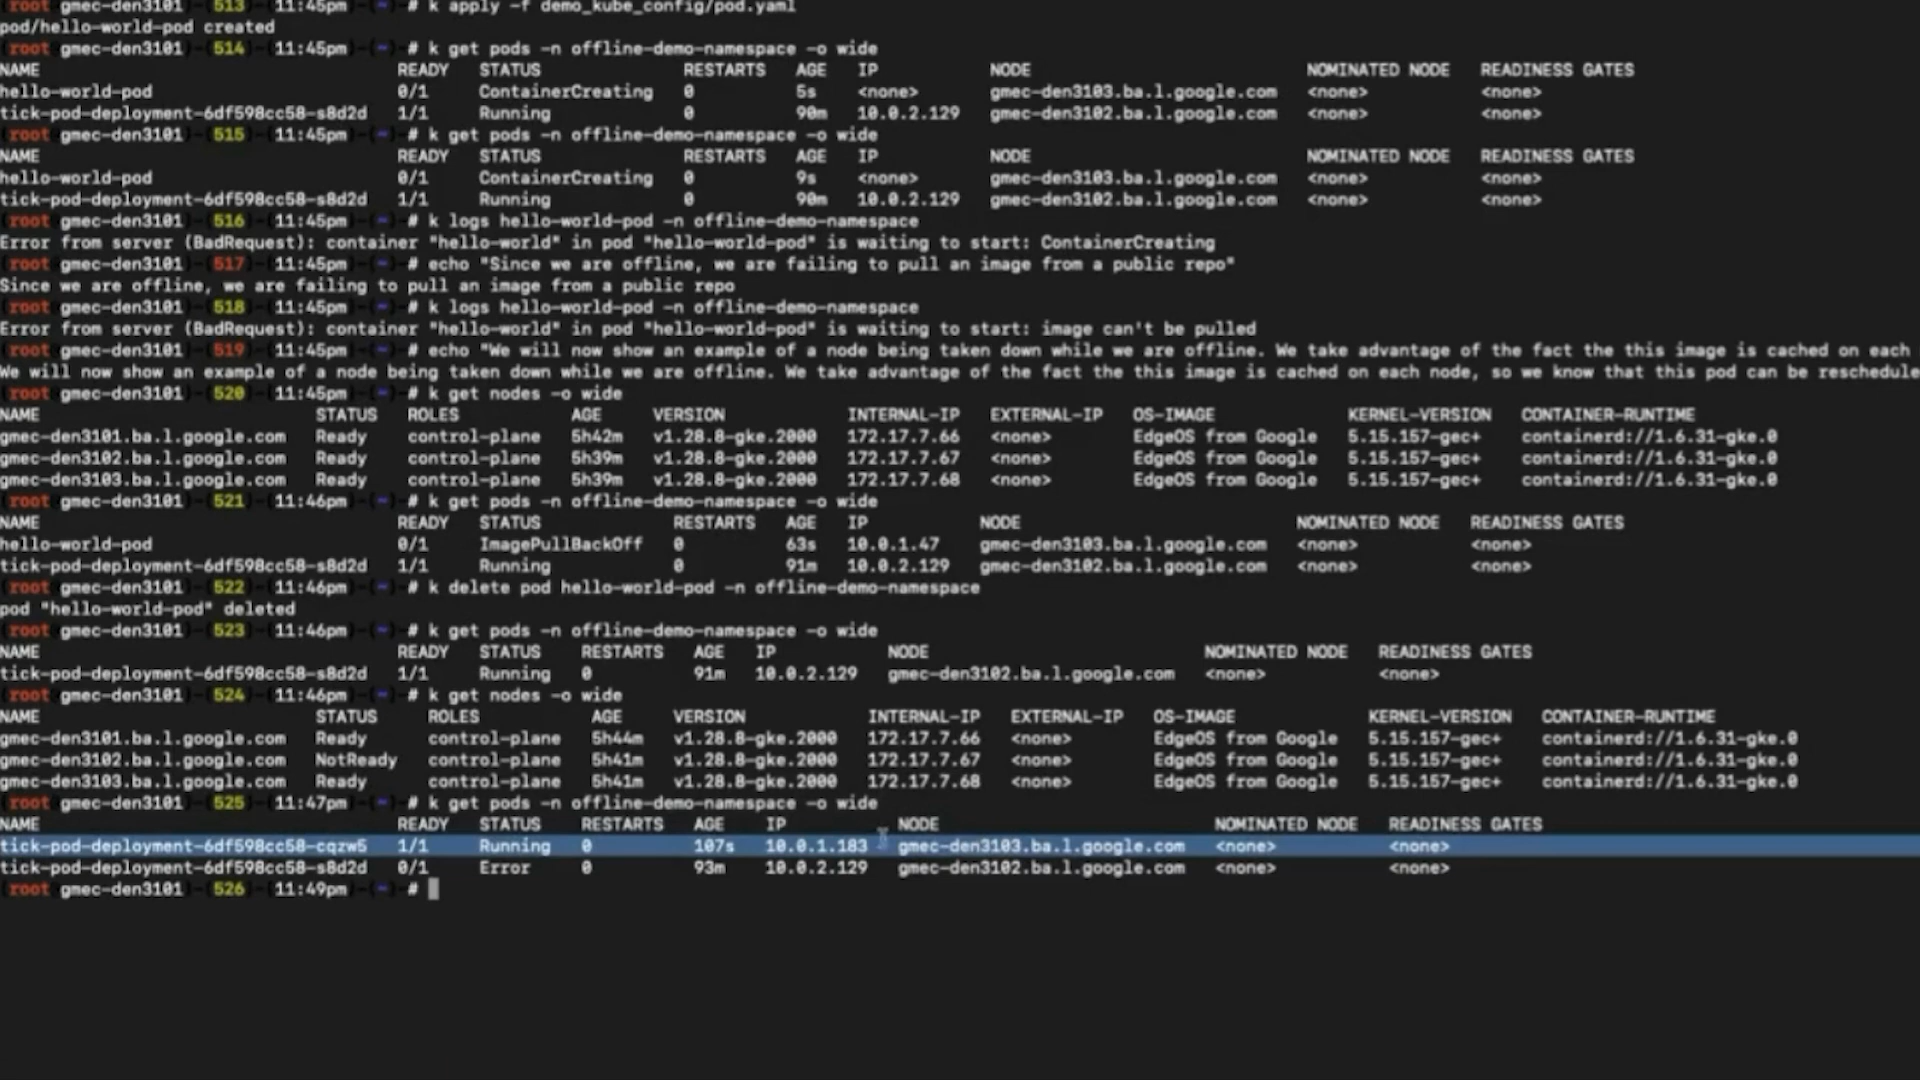 root gmec-den3101 - (513) - (11:45pm) - (~) - # k apply -f demo_kube_config/pod.yaml
pod/hello-world-pod created
(root gmec-den3101) - (514) - (11:45pm) - (~) - # k get pods -n offline-demo-namespace -o wide
NAME READY STATUS RESTARTS AGE IP NODE NOMINATED NODE READINESS GATES
hello-world-pod 0/1 ContainerCreating 0 5s <none> gmec-den3103.ba.l.google.com <none> <none>
tick-pod-deployment-6df598cc58-s8d2d 1/1 Running 0 90m 10.0.2.129 gmec-den3102.ba.l.google.com <none> <none>
(root gmec-den3101) - (515) - (11:45pm) - (~) - # k get pods -n offline-demo-namespace -o wide
NAME READY STATUS RESTARTS AGE IP NODE NOMINATED NODE READINESS GATES
hello-world-pod 0/1 ContainerCreating 0 9s <none> gmec-den3103.ba.l.google.com <none> <none>
tick-pod-deployment-6df598cc58-s8d2d 1/1 Running 0 90m 10.0.2.129 gmec-den3102.ba.l.google.com <none> <none>
(root gmec-den3101) - (516) - (11:45pm) - (~) - # k logs hello-world-pod -n offline-demo-namespace
Error from server (BadRequest): container "hello-world" in pod "hello-world-pod" is waiting to start: ContainerCreating
(root gmec-den3101) - (517) - (11:45pm) - (~) - # echo "Since we are offline, we are failing to pull an image from a public repo"
Since we are offline, we are failing to pull an image from a public repo
(root gmec-den3101) - (518) - (11:45pm) - (~) - # k logs hello-world-pod -n offline-demo-namespace
Error from server (BadRequest): container "hello-world" in pod "hello-world-pod" is waiting to start: image can't be pulled
(root gmec-den3101) - (519) - (11:45pm) - (~) - # echo "We will now show an example of a node being taken down while we are offline. We take advantage of the fact the this image is cached on each
We will now show an example of a node being taken down while we are offline. We take advantage of the fact the this image is cached on each node, so we know that this pod can be reschedule
(root gmec-den3101) - (520) - (11:45pm) - (~) - # k get nodes -o wide
NAME STATUS ROLES AGE VERSION INTERNAL-IP EXTERNAL-IP OS-IMAGE KERNEL-VERSION CONTAINER-RUNTIME
gmec-den3101.ba.l.google.com Ready control-plane 5h42m v1.28.8-gke.2000 172.17.7.66 <none> EdgeOS from Google 5.15.157-gec+ containerd://1.6.31-gke.0
gmec-den3102.ba.l.google.com Ready control-plane 5h39m v1.28.8-gke.2000 172.17.7.67 <none> EdgeOS from Google 5.15.157-gec+ containerd://1.6.31-gke.0
gmec-den3103.ba.l.google.com Ready control-plane 5h39m v1.28.8-gke.2000 172.17.7.68 <none> EdgeOS from Google 5.15.157-gec+ containerd://1.6.31-gke.0
(root gmec-den3101) - (521) - (11:46pm) - (~) - # k get pods -n offline-demo-namespace -o wide
NAME READY STATUS RESTARTS AGE IP NODE NOMINATED NODE READINESS GATES
hello-world-pod 0/1 ImagePullBackOff 0 63s 10.0.1.47 gmec-den3103.ba.l.google.com <none> <none>
tick-pod-deployment-6df598cc58-s8d2d 1/1 Running 0 91m 10.0.2.129 gmec-den3102.ba.l.google.com <none> <none>
(root gmec-den3101) - (522) - (11:46pm) - (~) - # k delete pod hello-world-pod -n offline-demo-namespace
pod "hello-world-pod" deleted
(root gmec-den3101) - (523) - (11:46pm) - (~) - # k get pods -n offline-demo-namespace -o wide
NAME READY STATUS RESTARTS AGE IP NODE NOMINATED NODE READINESS GATES
tick-pod-deployment-6df598cc58-s8d2d 1/1 Running 0 91m 10.0.2.129 gmec-den3102.ba.l.google.com <none> <none>
(root gmec-den3101) - (524) - (11:46pm) - (~) - # k get nodes -o wide
NAME STATUS ROLES AGE VERSION INTERNAL-IP EXTERNAL-IP OS-IMAGE KERNEL-VERSION CONTAINER-RUNTIME
gmec-den3101.ba.l.google.com Ready control-plane 5h44m v1.28.8-gke.2000 172.17.7.66 <none> EdgeOS from Google 5.15.157-gec+ containerd://1.6.31-gke.0
gmec-den3102.ba.l.google.com NotReady control-plane 5h41m v1.28.8-gke.2000 172.17.7.67 <none> EdgeOS from Google 5.15.157-gec+ containerd://1.6.31-gke.0
gmec-den3103.ba.l.google.com Ready control-plane 5h41m v1.28.8-gke.2000 172.17.7.68 <none> EdgeOS from Google 5.15.157-gec+ containerd://1.6.31-gke.0
(root gmec-den3101) - (525) - (11:47pm) - (~) - # k get pods -n offline-demo-namespace -o wide
NAME READY STATUS RESTARTS AGE IP NODE NOMINATED NODE READINESS GATES
tick-pod-deployment-6df598cc58-cqzw5 1/1 Running 0 107s 10.0.1.183 gmec-den3103.ba.l.google.com <none> <none>
tick-pod-deployment-6df598cc58-s8d2d 0/1 Error 0 93m 10.0.2.129 gmec-den3102.ba.l.google.com <none> <none>
(root gmec-den3101) - (526) - (11:49pm) - (~) - #